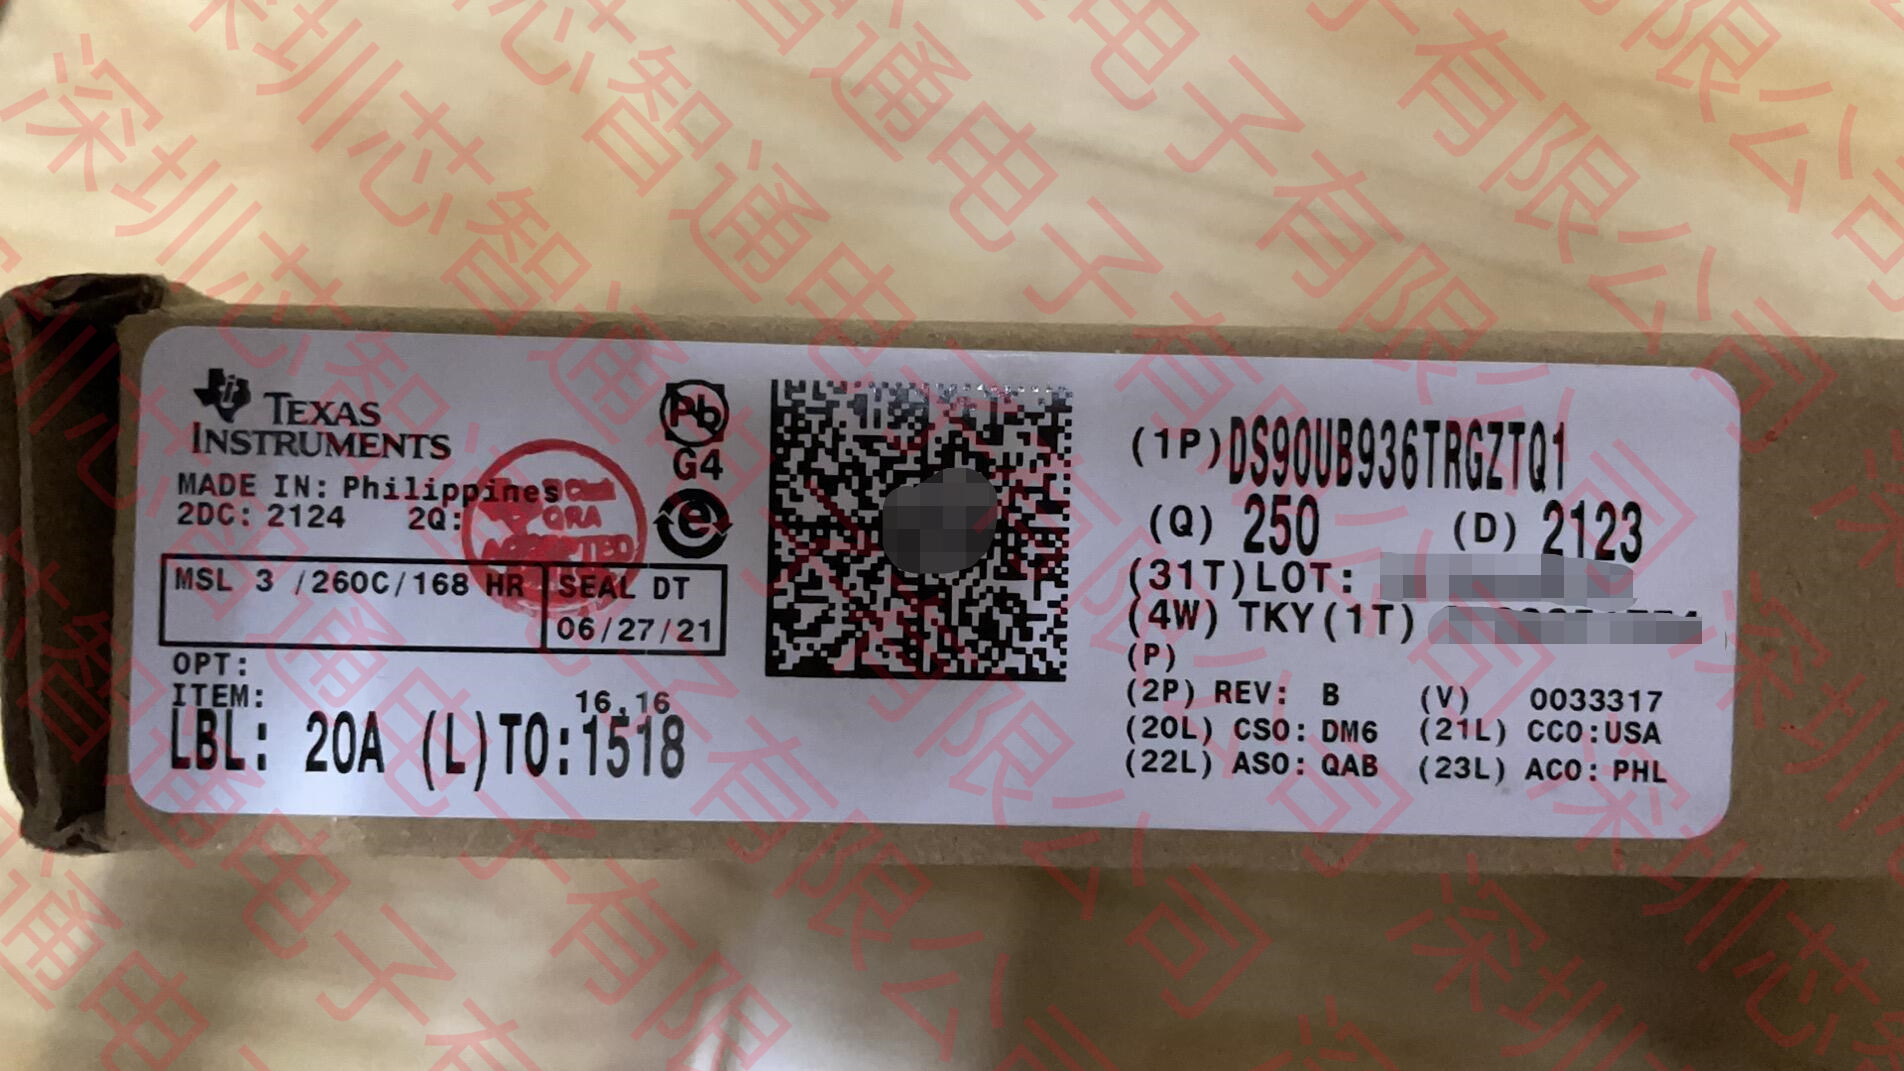 深圳芯智通电子有限公司
TEXAS
INSTRUMENTS
MADE IN: Philippines
2DC: 2124 2Q:
QRA
ACCEPTED
Pb
G4
e
MSL 3 /260C/168 HR
SEAL DT
06/27/21
OPT:
ITEM:
16,16
LBL: 20A (L)TO:1518
(1P)DS90UB936TRGZTQ1
(Q) 250 (D) 2123
(31T)LOT:
(4W) TKY(1T)
(P)
(2P) REV: B (V) 0033317
(20L) CSO: DM6 (21L) CCO:USA
(22L) ASO: QAB (23L) ACO: PHL